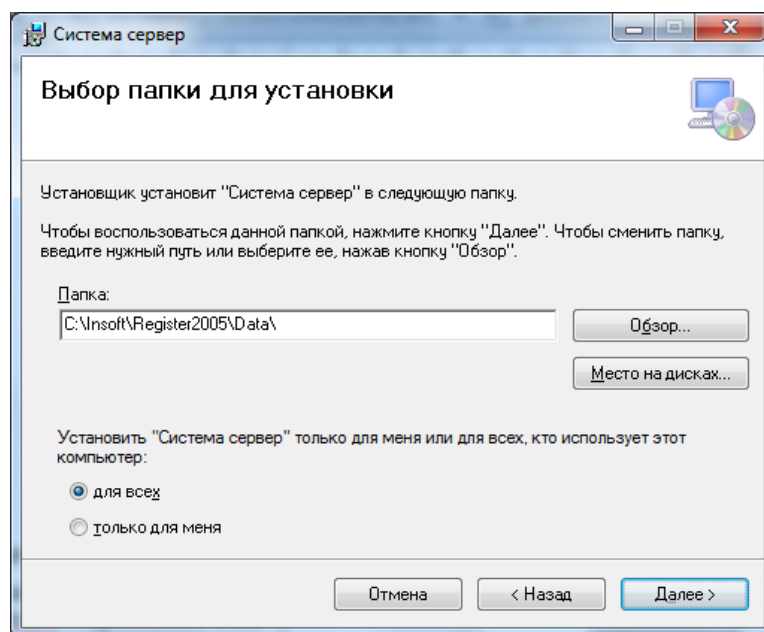 Система сервер
Выбор папки для установки
Установщик установит "Система сервер" в следующую папку.
Чтобы воспользоваться данной папкой, нажмите кнопку "Далее". Чтобы сменить папку,
введите нужный путь или выберите ее, нажав кнопку "Обзор".
Папка:
C:\Insoft\Register2005\Data\
Обзор...
Место на дисках...
Установить "Система сервер" только для меня или для всех, кто использует этот
компьютер:
для всех
только для меня
Отмена
< Назад
Далее >